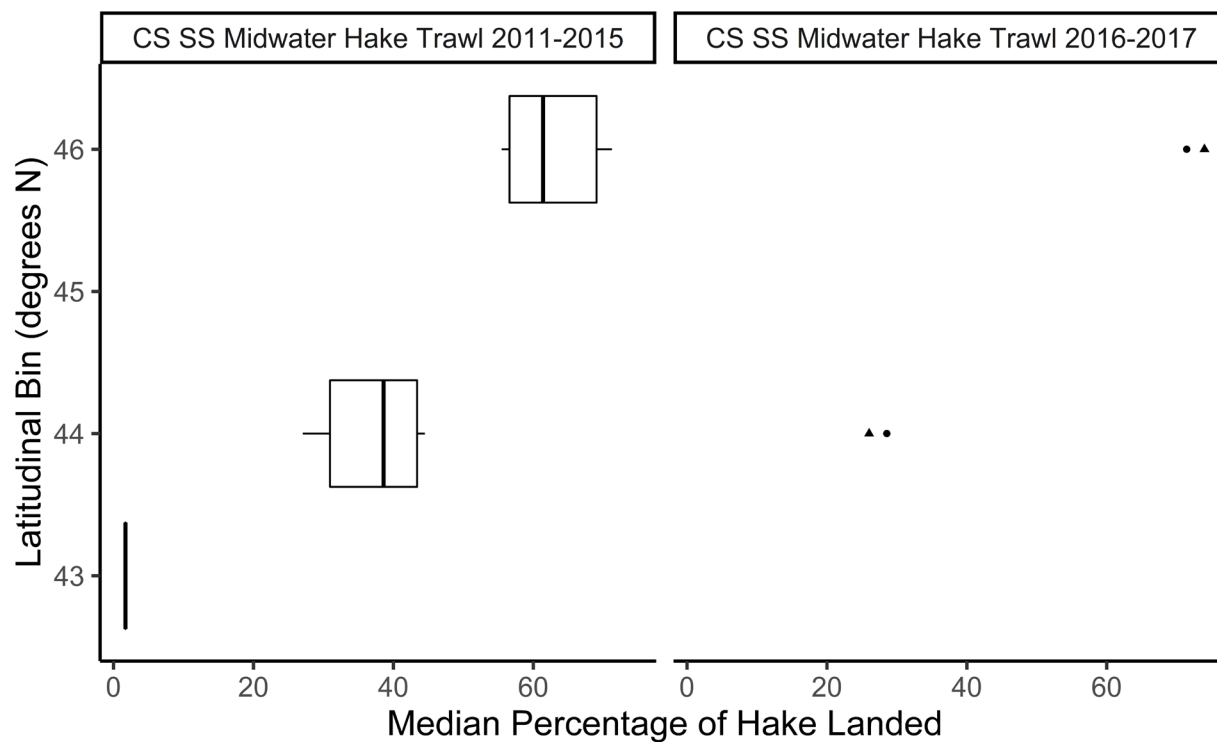 CS SS Midwater Hake Trawl 2011-2015
CS SS Midwater Hake Trawl 2016-2017
Latitudinal Bin (degrees N)
46
45
44
43
0 20 40 60
0 20 40 60
Median Percentage of Hake Landed